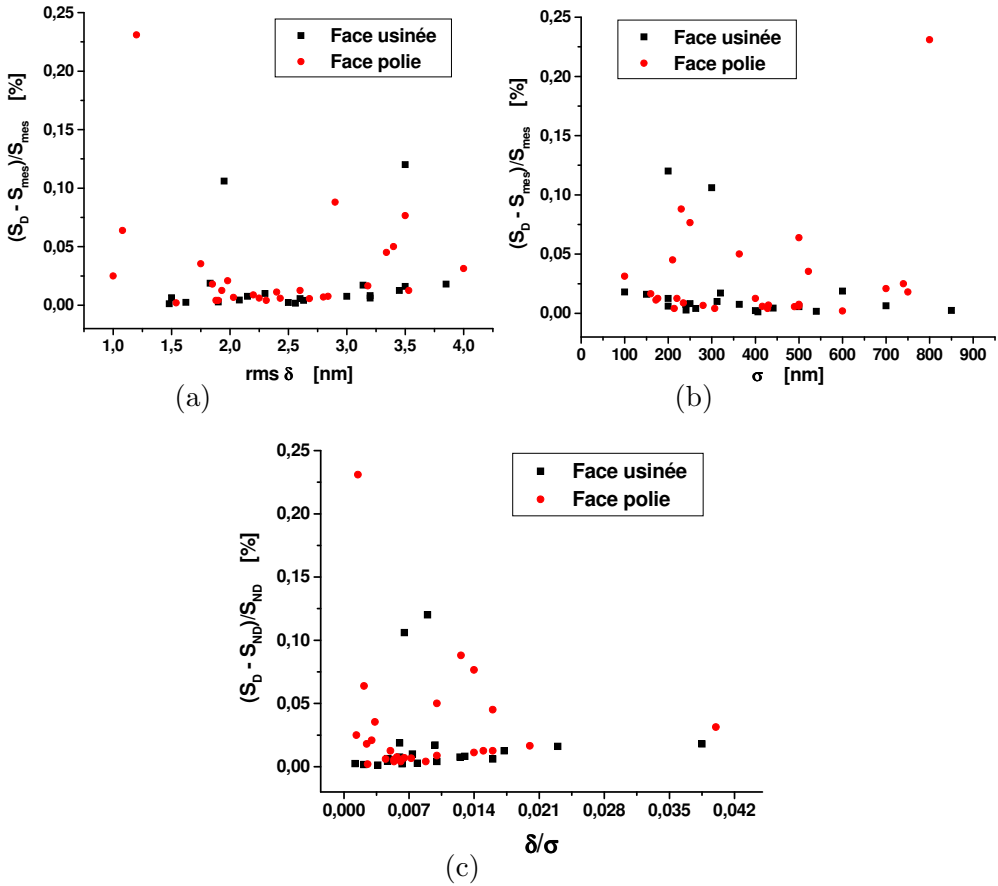 0,25
0,20
0,15
0,10
0,05
0,00
(S_D - S_mes)/S_mes [%]
Face usinée
Face polie
1,0 1,5 2,0 2,5 3,0 3,5 4,0
rms δ [nm]
(a)
0,25
0,20
0,15
0,10
0,05
0,00
(S_D - S_mes)/S_mes [%]
Face usinée
Face polie
0 100 200 300 400 500 600 700 800 900
σ [nm]
(b)
0,25
0,20
0,15
0,10
0,05
0,00
(S_D - S_ND)/S_ND [%]
Face usinée
Face polie
0,000 0,007 0,014 0,021 0,028 0,035 0,042
δ/σ
(c)